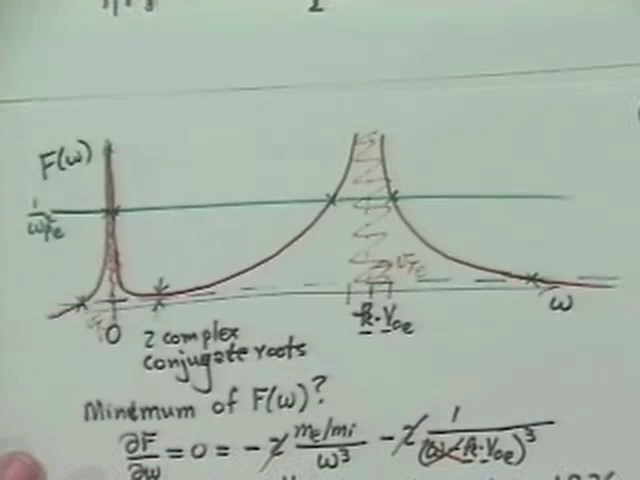 F(ω)
1/ω²pe
vTe
0
k·V0e
ω
2 complex
conjugate roots
Minimum of F(ω)?
∂F/∂ω = 0 = -2 (me/mi)/ω³ - 2 1/(ω-k·V0e)³